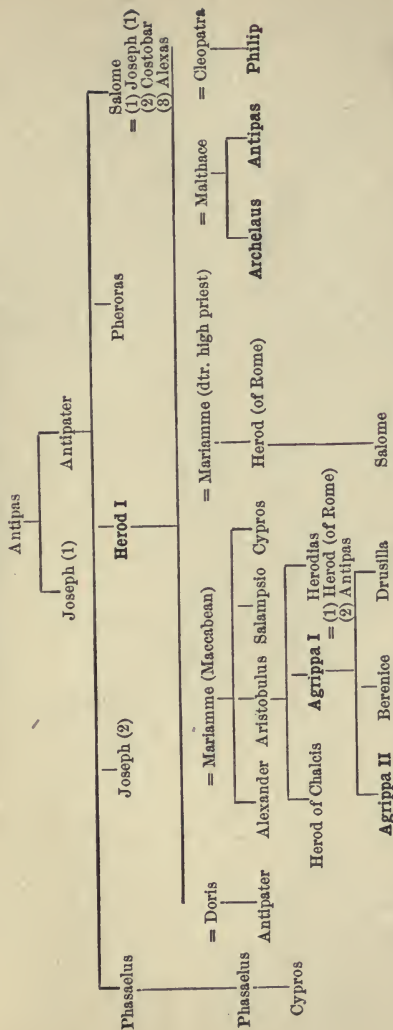 Antipas
Joseph (1) Antipater
Phasaelus Joseph (2) Herod I Pheroras Salome
= (1) Joseph (1)
(2) Costobar
(3) Alexas
= Doris = Mariamme (Maccabean) = Mariamme (dtr. high priest) = Malthace = Cleopatra
Phasaelus Antipater Alexander Aristobulus Salampsio Cypros Herod (of Rome) Archelaus Antipas Philip
Cypros Herod of Chalcis Agrippa I Herodias
= (1) Herod (of Rome)
(2) Antipas
Agrippa II Berenice Drusilla Salome